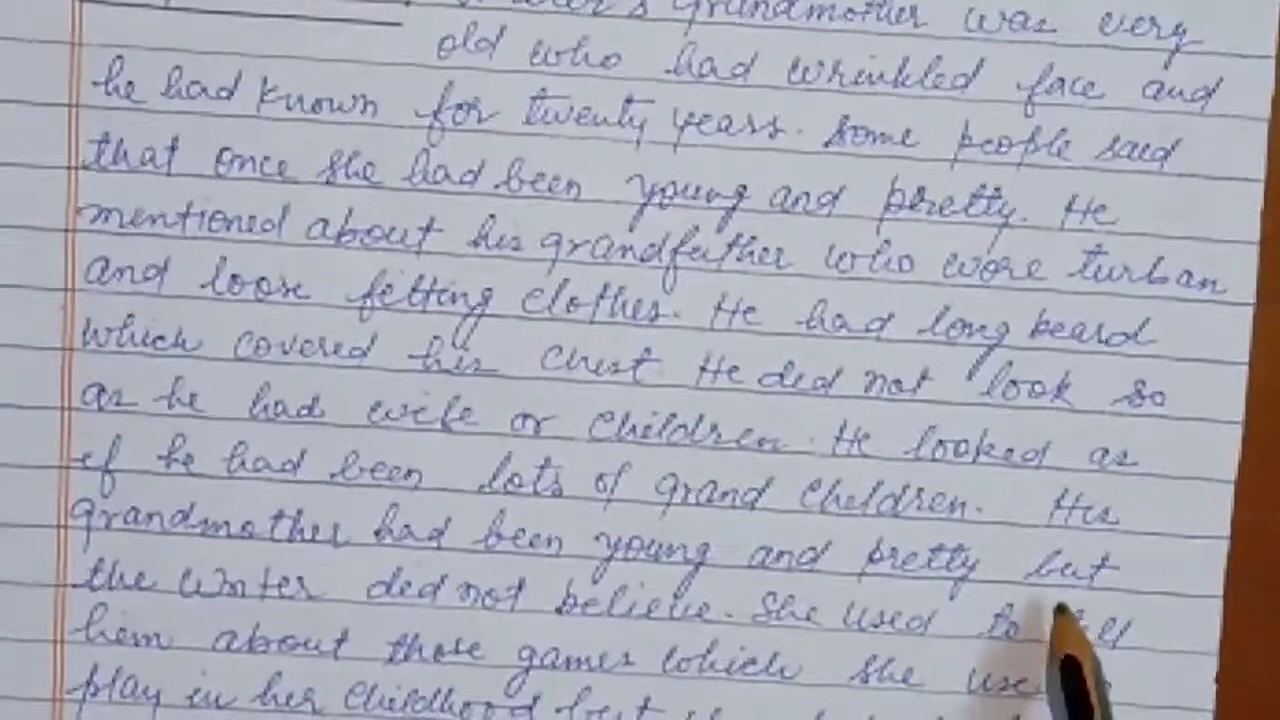 Grandmother was very
old who had wrinkled face and
he had known for twenty years. Some people said
that once she had been young and pretty. He
mentioned about his grandfather who wore turban
and loose fitting clothes. He had long beard
which covered his chest He did not look so
as he had wife or children. He looked as
if he had been lots of grand children. His
grandmother had been young and pretty but
the writer did not believe. She used to
him about those games which she
play in her childhood but